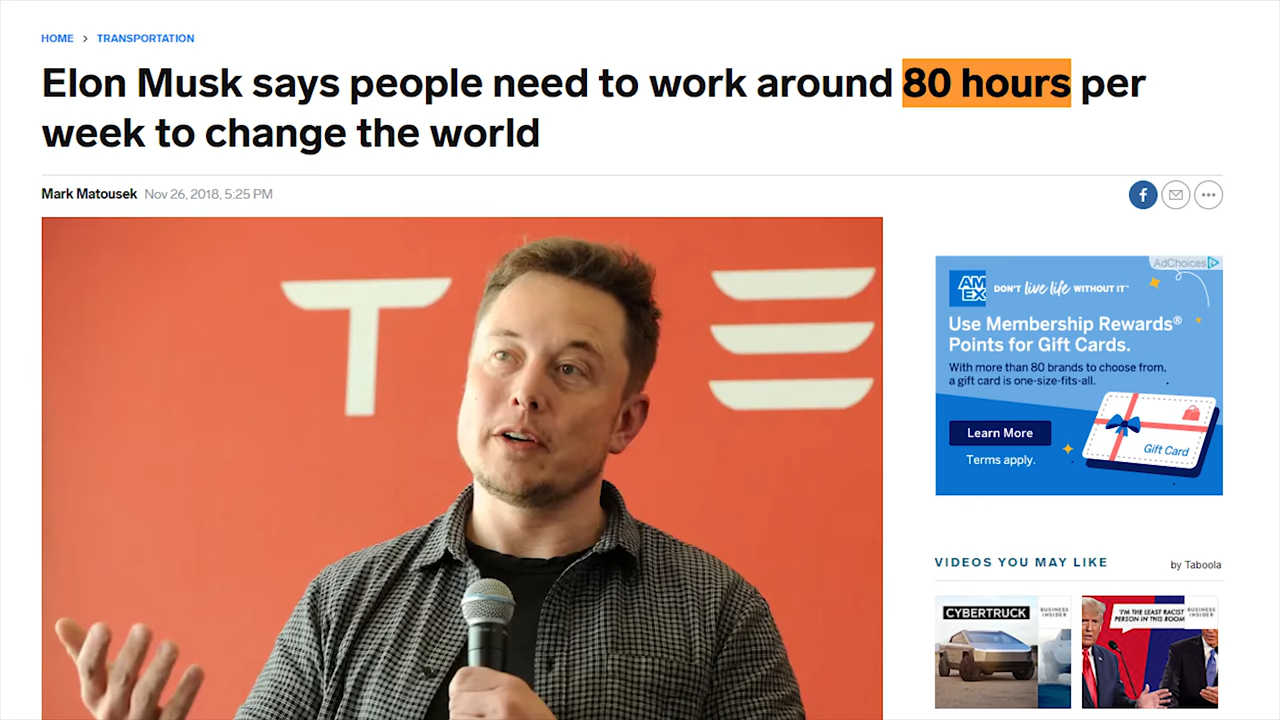 HOME > TRANSPORTATION
Elon Musk says people need to work around 80 hours per
week to change the world
Mark Matousek Nov 26, 2018, 5:25 PM
f
T
AdChoices
AM
EX
DON'T live life WITHOUT IT™
Use Membership Rewards®
Points for Gift Cards.
With more than 80 brands to choose from,
a gift card is one-size-fits-all.
Learn More
Terms apply.
Gift Card
VIDEOS YOU MAY LIKE
by Taboola
CYBERTRUCK
BUSINESS
INSIDER
"I'M THE LEAST RACIST
PERSON IN THIS ROOM"
BUSINESS
INSIDER